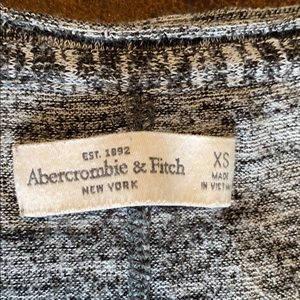 EST. 1892
Abercrombie & Fitch
NEW YORK
XS
MADE
IN VIETNAM